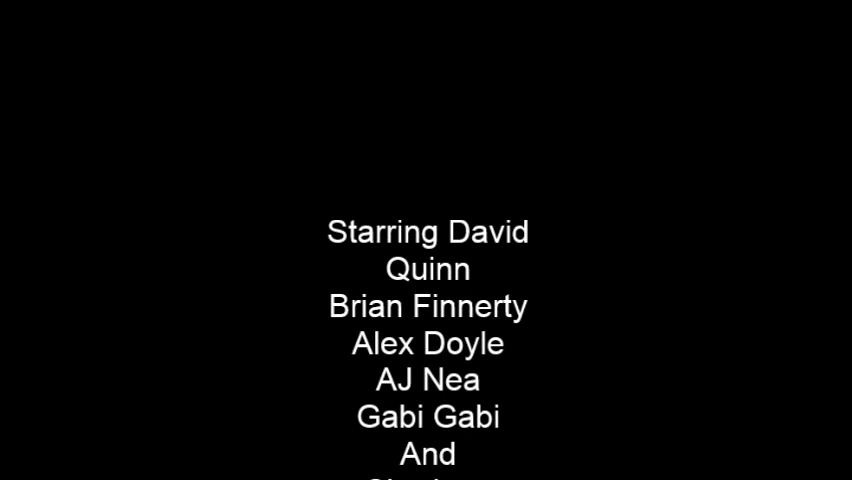 Starring David
Quinn
Brian Finnerty
Alex Doyle
AJ Nea
Gabi Gabi
And